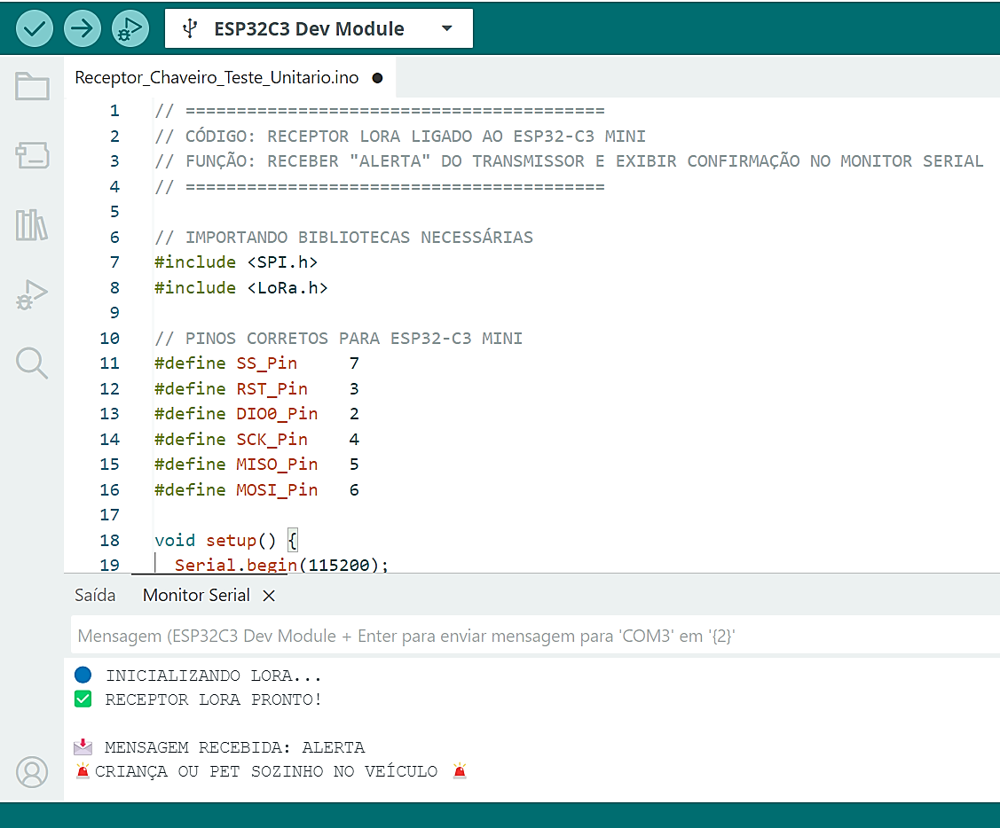 ESP32C3 Dev Module
Receptor_Chaveiro_Teste_Unitario.ino
1 // =========================================
2 // CÓDIGO: RECEPTOR LORA LIGADO AO ESP32-C3 MINI
3 // FUNÇÃO: RECEBER "ALERTA" DO TRANSMISSOR E EXIBIR CONFIRMAÇÃO NO MONITOR SERIAL
4 // =========================================
5
6 // IMPORTANDO BIBLIOTECAS NECESSÁRIAS
7 #include <SPI.h>
8 #include <LoRa.h>
9
10 // PINOS CORRETOS PARA ESP32-C3 MINI
11 #define SS_Pin 7
12 #define RST_Pin 3
13 #define DIO0_Pin 2
14 #define SCK_Pin 4
15 #define MISO_Pin 5
16 #define MOSI_Pin 6
17
18 void setup() {
19 Serial.begin(115200);
Saída Monitor Serial
Mensagem (ESP32C3 Dev Module + Enter para enviar mensagem para 'COM3' em '{2}'
INICIALIZANDO LORA...
RECEPTOR LORA PRONTO!
MENSAGEM RECEBIDA: ALERTA
CRIANÇA OU PET SOZINHO NO VEÍCULO